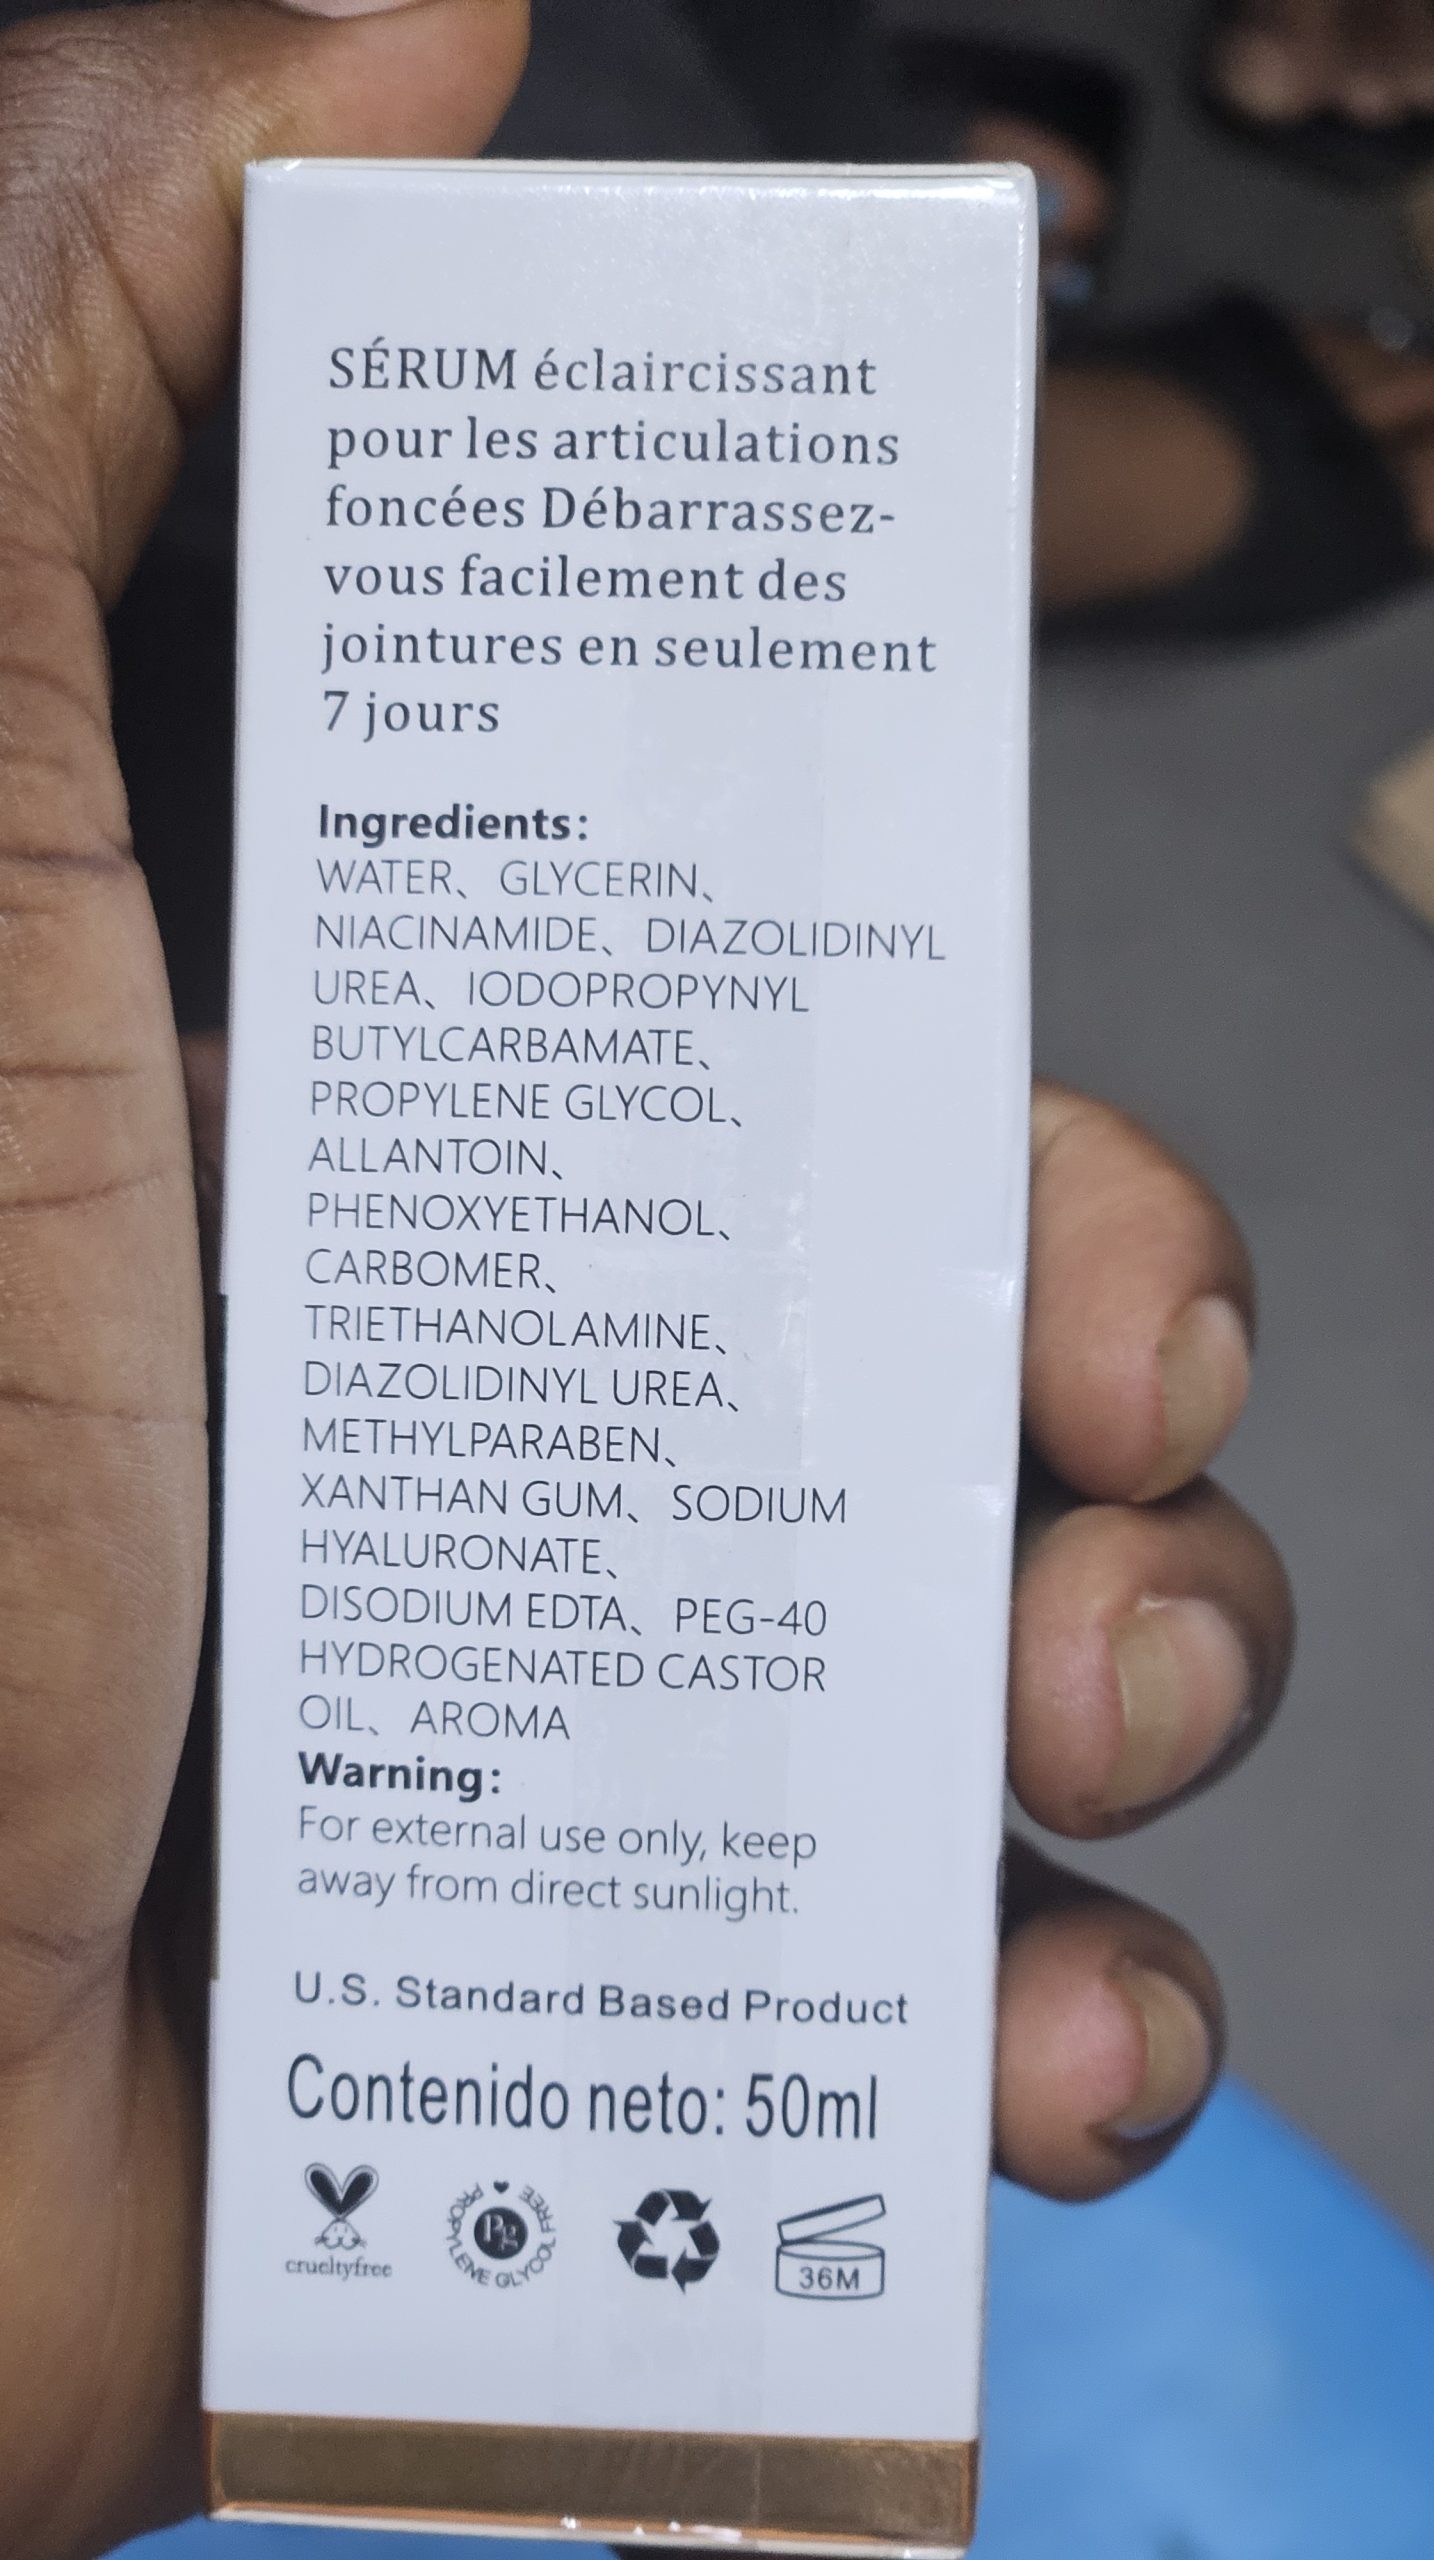 SÉRUM éclaircissant
pour les articulations
foncées Débarrassez-
vous facilement des
jointures en seulement
7 jours
Ingredients:
WATER、GLYCERIN、
NIACINAMIDE、DIAZOLIDINYL
UREA、IODOPROPYNYL
BUTYLCARBAMATE、
PROPYLENE GLYCOL、
ALLANTOIN、
PHENOXYETHANOL、
CARBOMER、
TRIETHANOLAMINE、
DIAZOLIDINYL UREA、
METHYLPARABEN、
XANTHAN GUM、SODIUM
HYALURONATE、
DISODIUM EDTA、PEG-40
HYDROGENATED CASTOR
OIL、AROMA
Warning:
For external use only, keep
away from direct sunlight.
U.S. Standard Based Product
Contenido neto: 50ml
crueltyfree
PROPYLENE GLYCOL FREE
Pg
36M